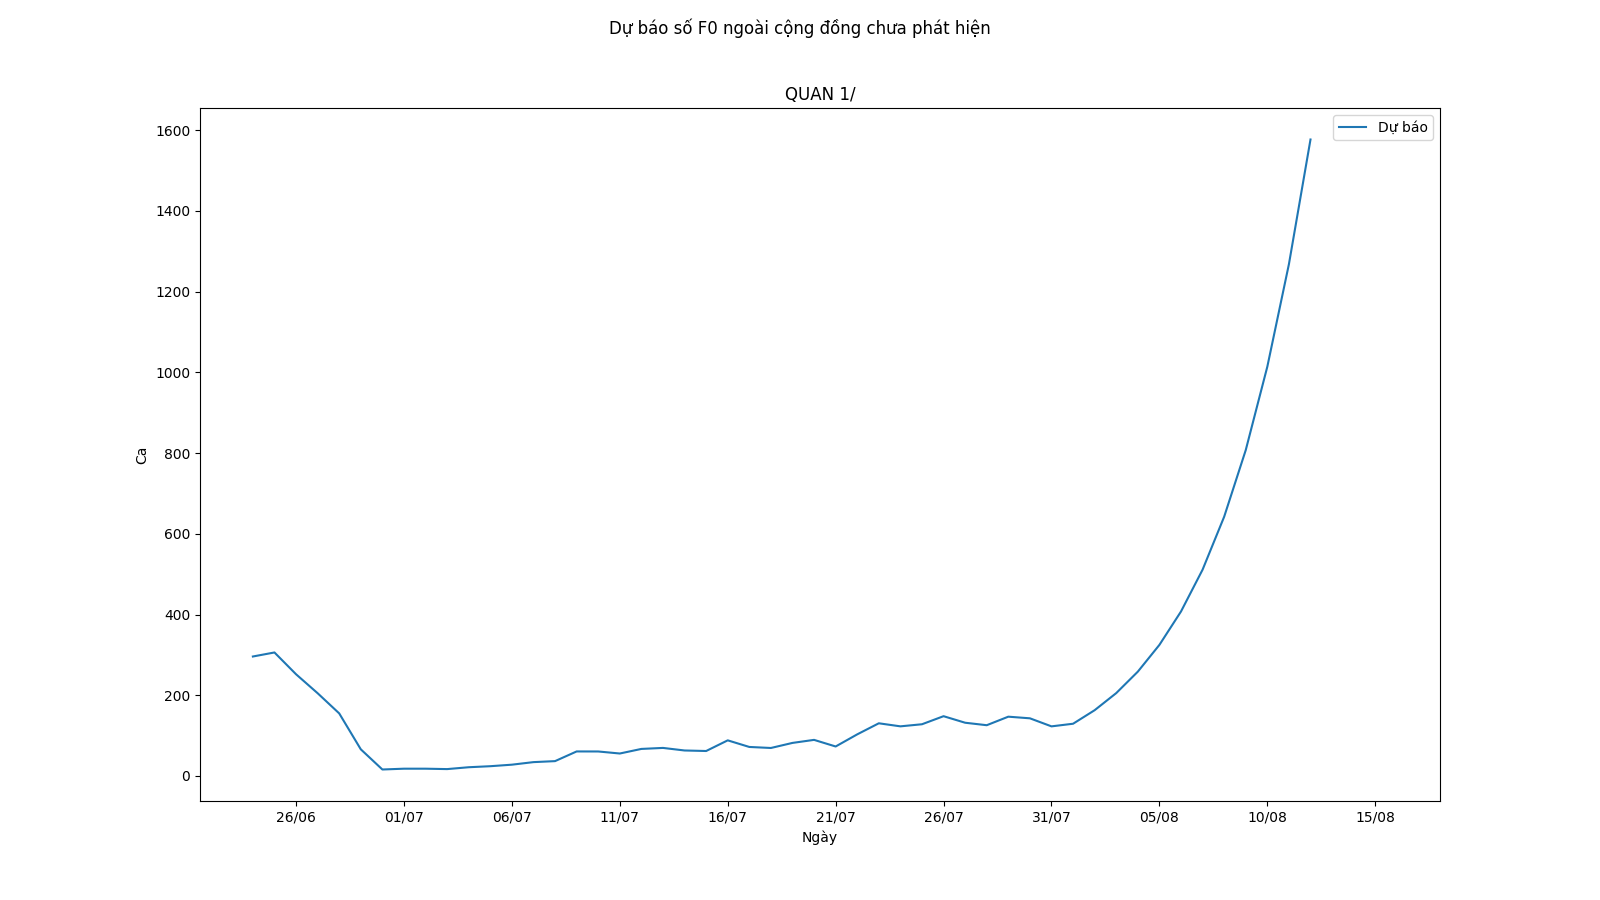 Dự báo số F0 ngoài cộng đồng chưa phát hiện
QUAN 1/
Dự báo
1600
1400
1200
1000
800
600
400
200
0
Ca
26/06 01/07 06/07 11/07 16/07 21/07 26/07 31/07 05/08 10/08 15/08
Ngày